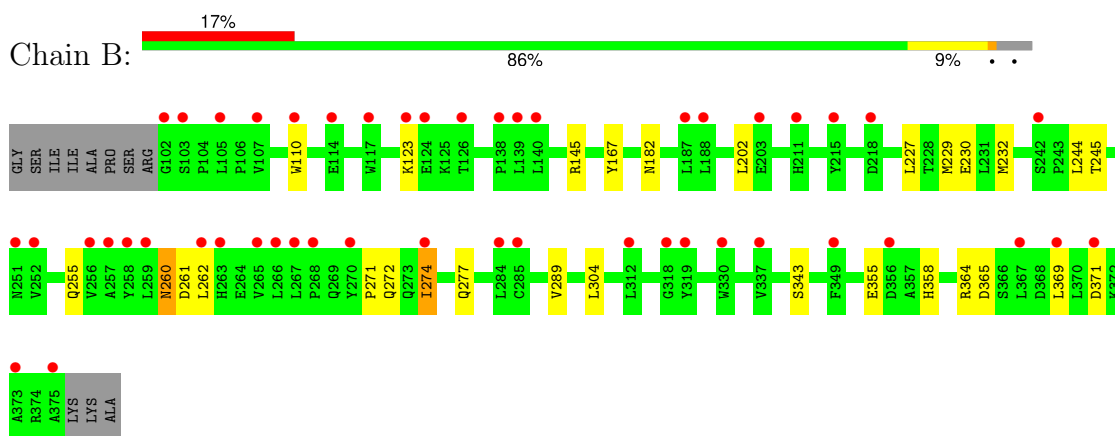 17%
Chain B:
86% 9% • •
GLY SER ILE ILE ALA PRO SER ARG G102 S103 P104 L105 P106 V107 W110 E114 W117 K123 E124 K125 T126 P138 L139 L140 R145 Y167 N182 L187 L188 L202 E203 H211 Y215 D218 L227 T228 M229 E230 L231 M232 S242 P243 L244 T245
N251 V252 Q255 V256 A257 Y258 L259 N260 D261 L262 H263 E264 V265 L266 L267 P268 Q269 Y270 P271 Q272 Q273 I274 Q277 L284 C285 V289 L304 L312 G318 Y319 W330 V337 S343 F349 E355 D356 A357 H358 R364 D365 S366 L367 D368 L369 L370 D371 K372
A373 R374 A375 LYS LYS ALA